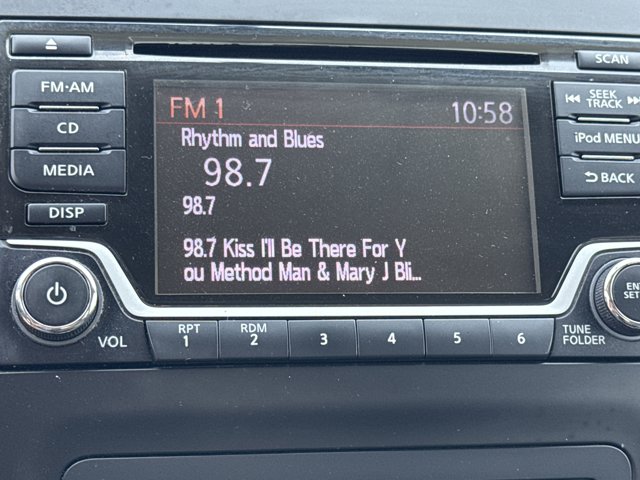 SCAN
FM·AM
CD
MEDIA
DISP
FM 1 10:58
Rhythm and Blues
98.7
98.7
98.7 Kiss I'll Be There For Y
ou Method Man & Mary J Bli...
SEEK
TRACK
iPod MENU
BACK
VOL
RPT
1
RDM
2
3
4
5
6
TUNE
FOLDER